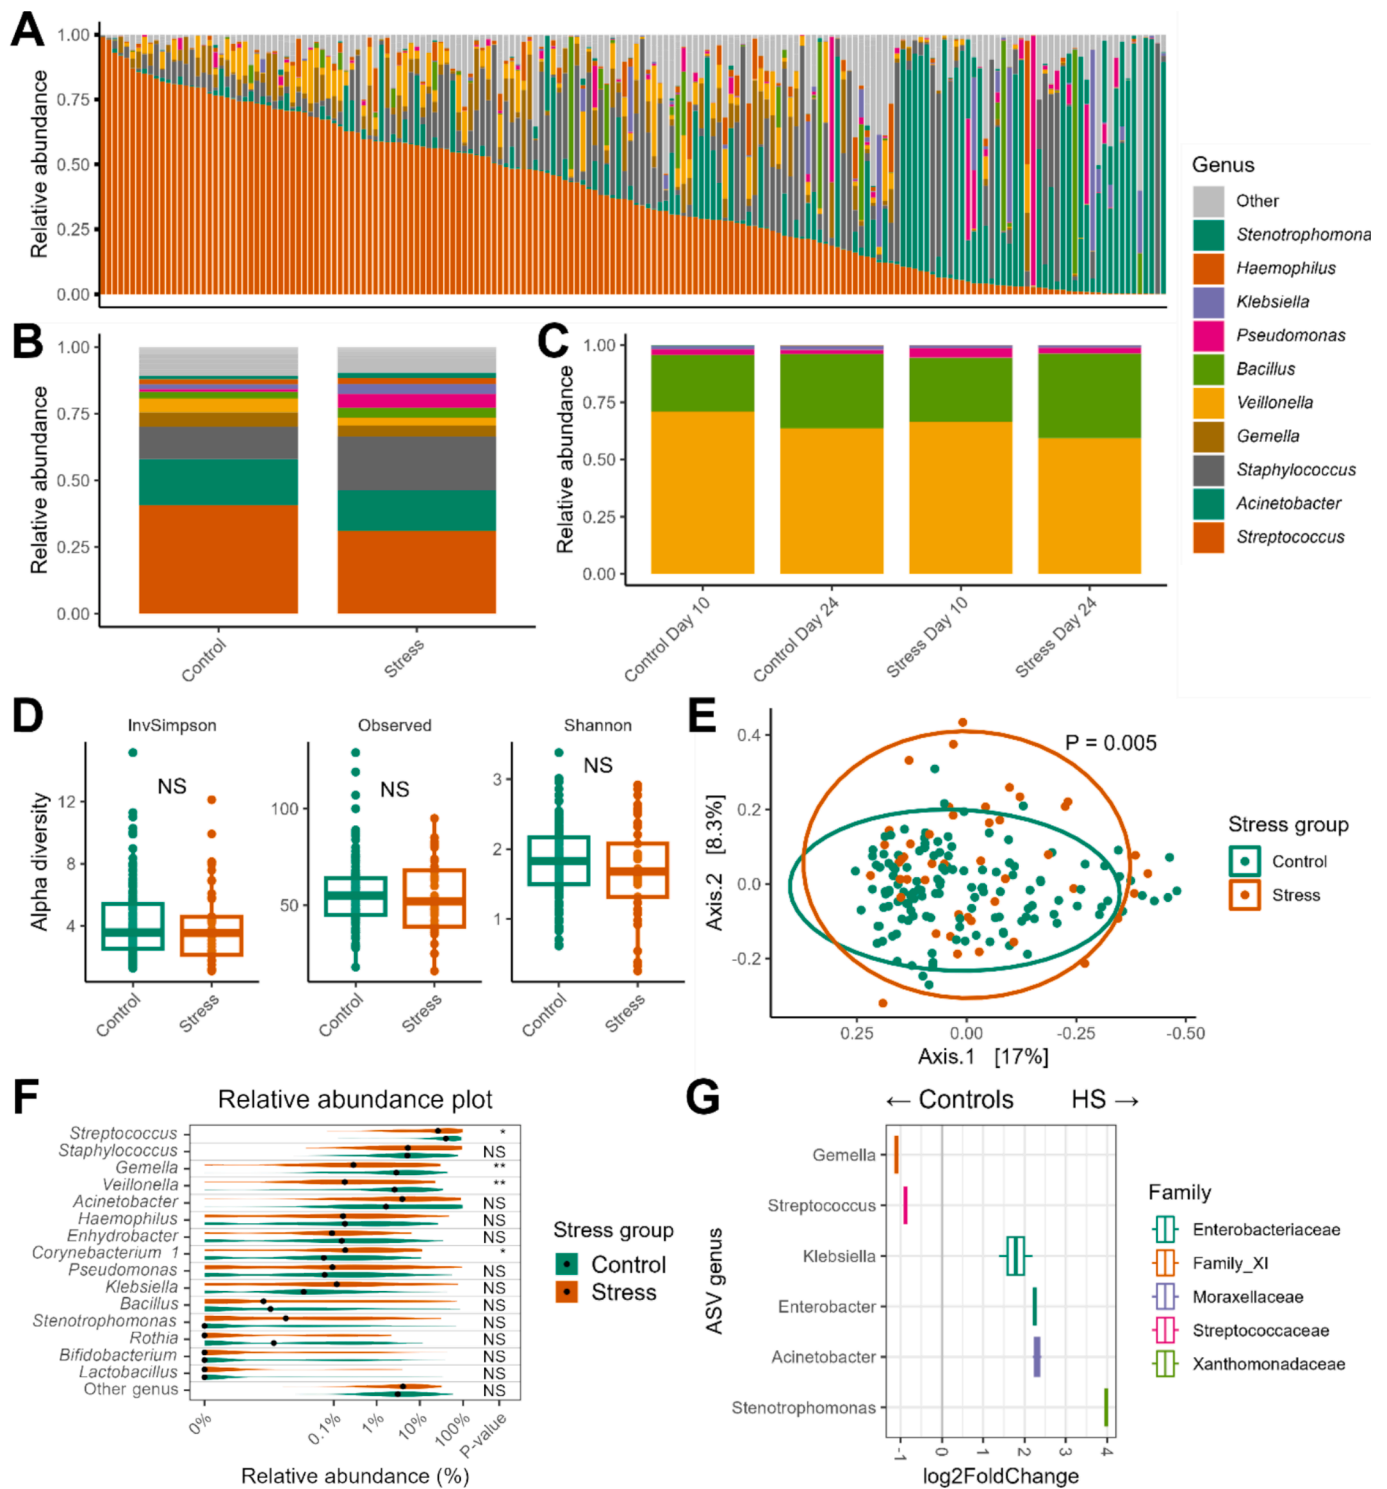 A
1.00
0.75
0.50
0.25
0.00
Relative abundance
Genus
Other
Stenotrophomona
Haemophilus
Klebsiella
Pseudomonas
Bacillus
Veillonella
Gemella
Staphylococcus
Acinetobacter
Streptococcus
B
1.00
0.75
0.50
0.25
0.00
Relative abundance
Control
Stress
C
1.00
0.75
0.50
0.25
0.00
Relative abundance
Control Day 10
Control Day 24
Stress Day 10
Stress Day 24
D
Alpha diversity
InvSimpson
NS
12
8
4
Control
Stress
Observed
NS
100
50
Control
Stress
Shannon
NS
3
2
1
Control
Stress
E
P = 0.005
0.4
0.2
0.0
-0.2
Axis.2 [8.3%]
0.25
0.00
-0.25
-0.50
Axis.1 [17%]
Stress group
Control
Stress
F
Relative abundance plot
Streptococcus *
Staphylococcus NS
Gemella **
Veillonella **
Acinetobacter NS
Haemophilus NS
Enhydrobacter NS
Corynebacterium 1 *
Pseudomonas NS
Klebsiella NS
Bacillus NS
Stenotrophomonas NS
Rothia NS
Bifidobacterium NS
Lactobacillus NS
Other genus NS
0%
0.1%
1%
10%
100%
P-value
Relative abundance (%)
Stress group
Control
Stress
G
← Controls HS →
ASV genus
Gemella
Streptococcus
Klebsiella
Enterobacter
Acinetobacter
Stenotrophomonas
-1
0
1
2
3
4
log2FoldChange
Family
Enterobacteriaceae
Family_XI
Moraxellaceae
Streptococcaceae
Xanthomonadaceae